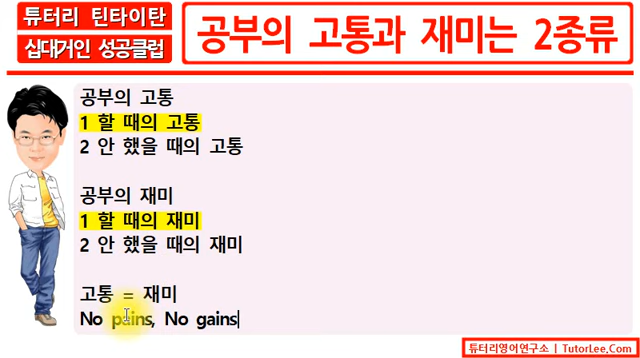 튜터리 틴타이탄
십대거인 성공클럽
공부의 고통과 재미는 2종류
공부의 고통
1 할 때의 고통
2 안 했을 때의 고통
공부의 재미
1 할 때의 재미
2 안 했을 때의 재미
고통 = 재미
No pains, No gains
튜터리영어연구소 | TutorLee.Com